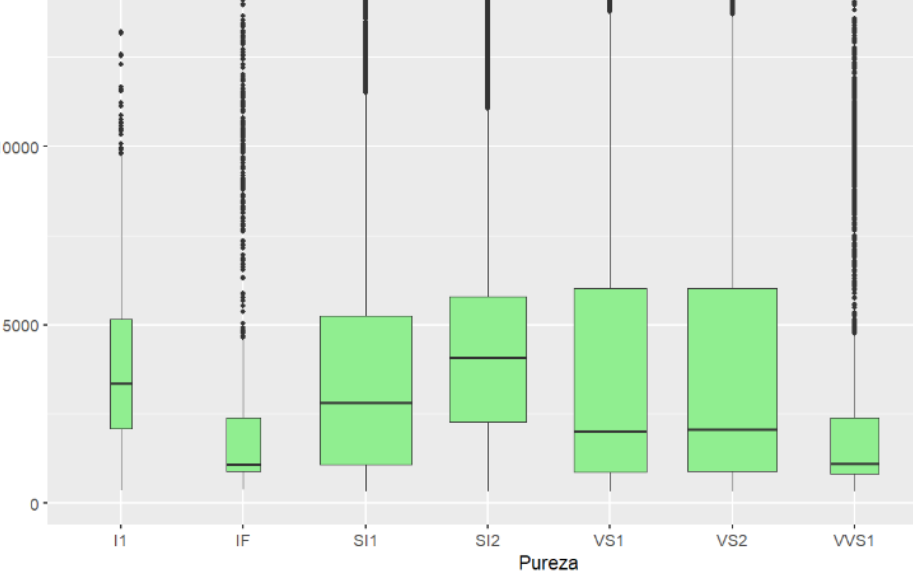 0000
5000
0
I1 IF SI1 SI2 VS1 VS2 VVS1
Pureza